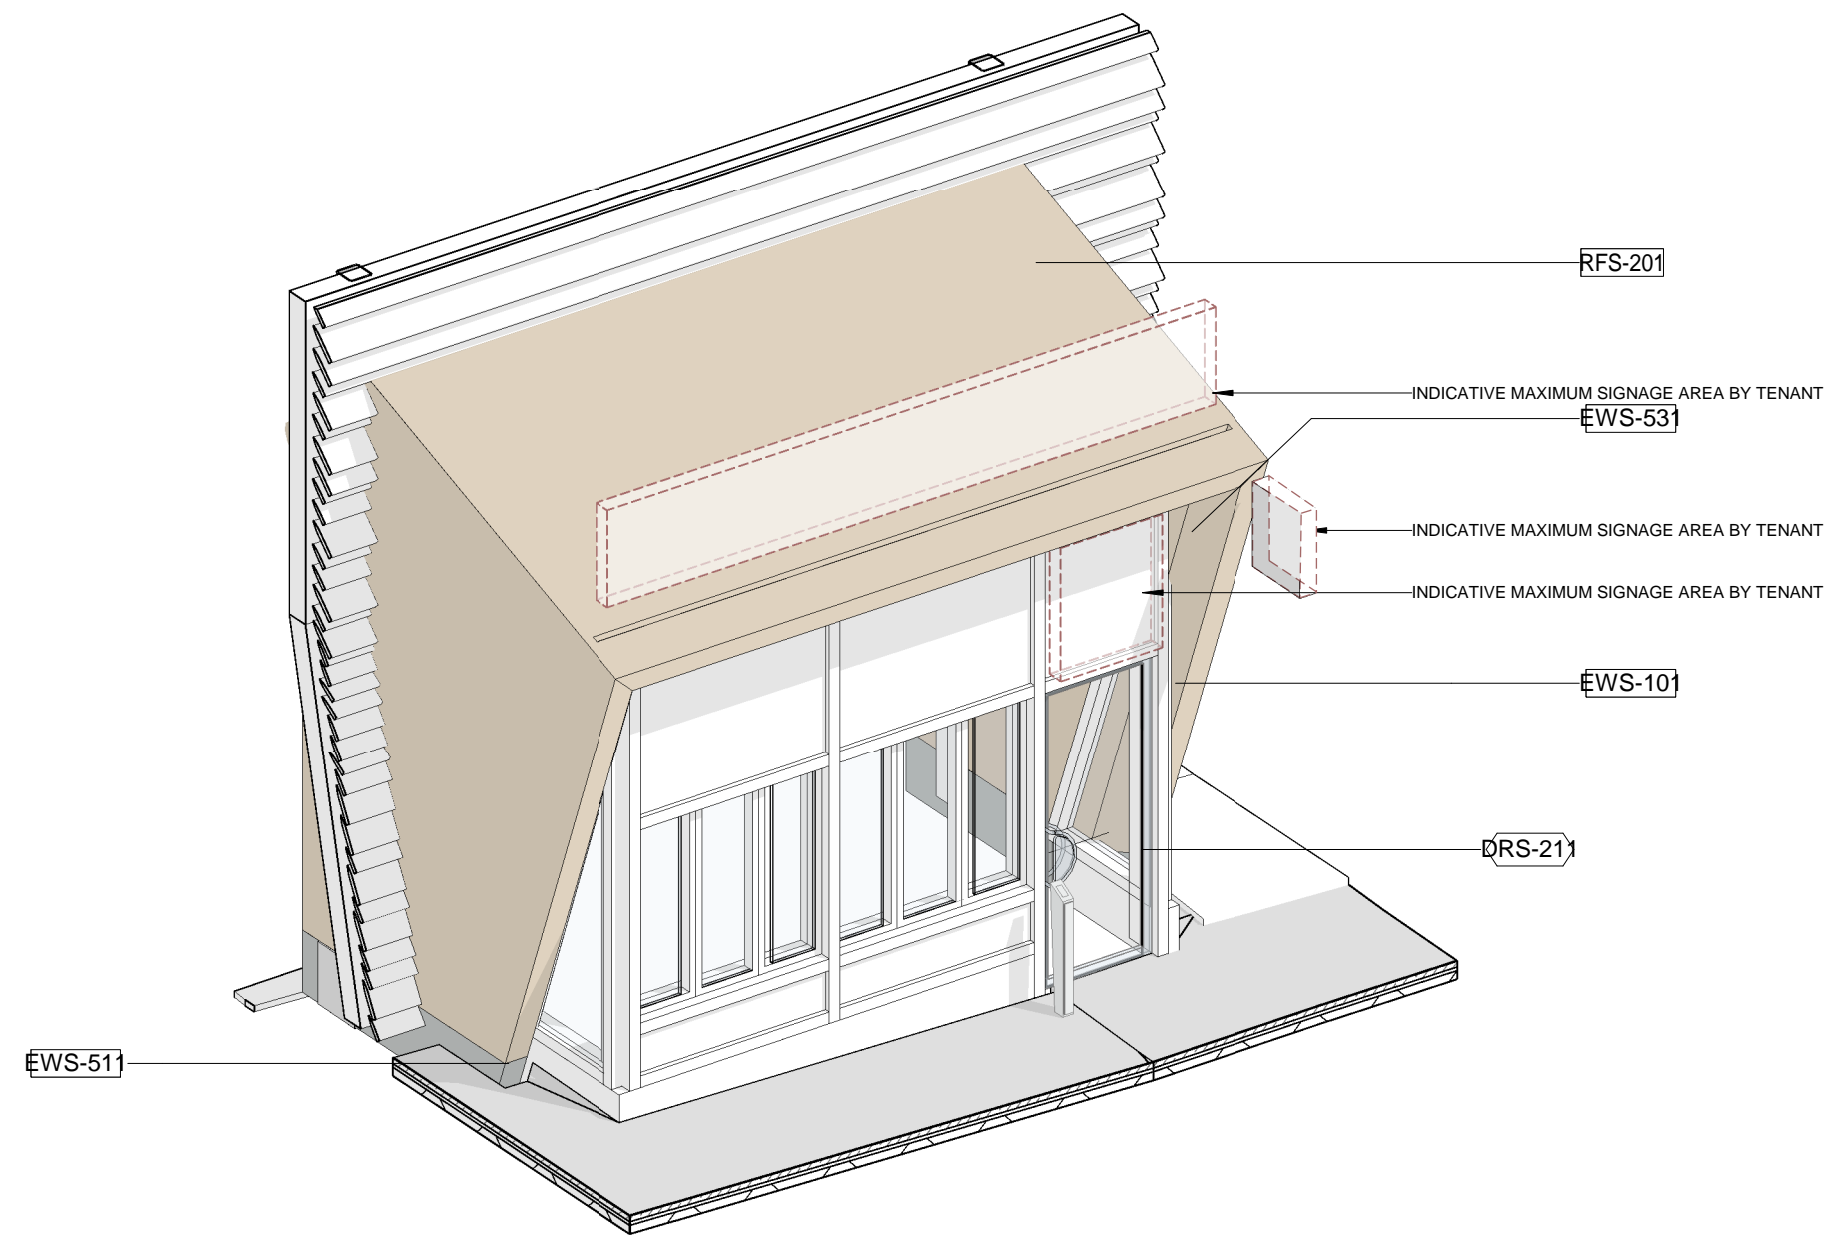 RFS-201
INDICATIVE MAXIMUM SIGNAGE AREA BY TENANT
EWS-531
INDICATIVE MAXIMUM SIGNAGE AREA BY TENANT
INDICATIVE MAXIMUM SIGNAGE AREA BY TENANT
EWS-101
DRS-211
EWS-511